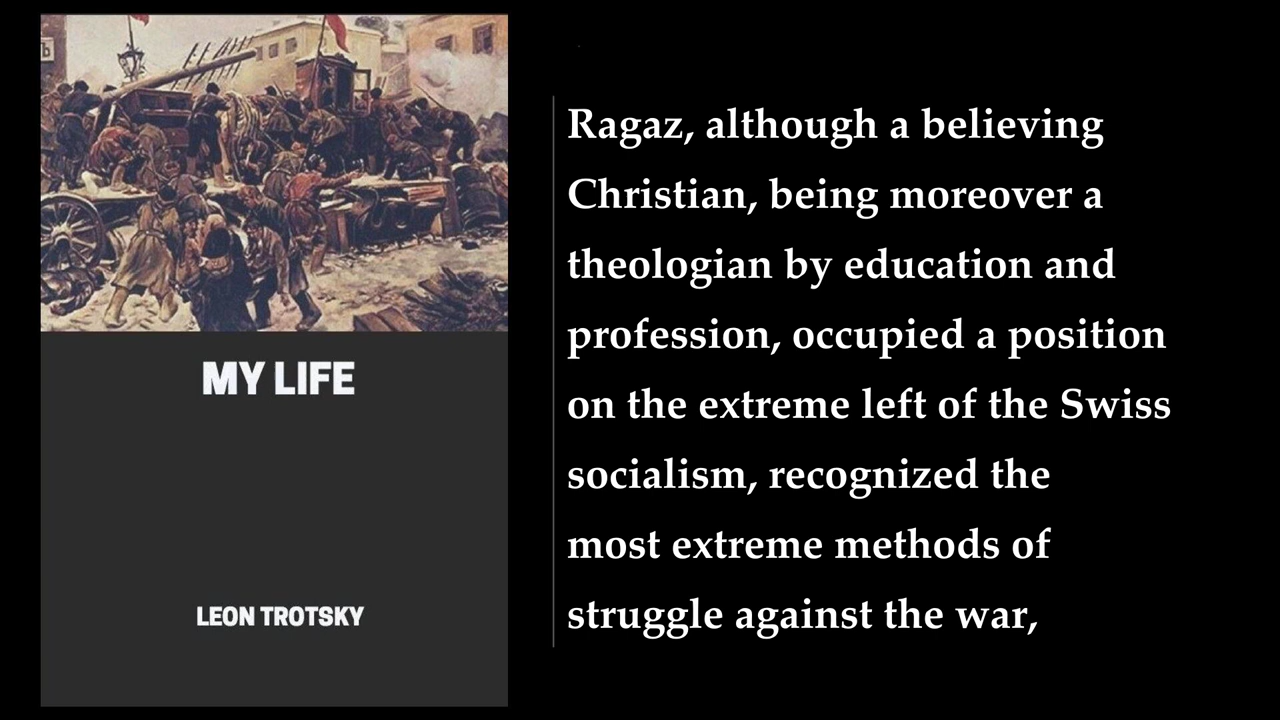 MY LIFE
LEON TROTSKY
Ragaz, although a believing
Christian, being moreover a
theologian by education and
profession, occupied a position
on the extreme left of the Swiss
socialism, recognized the
most extreme methods of
struggle against the war,